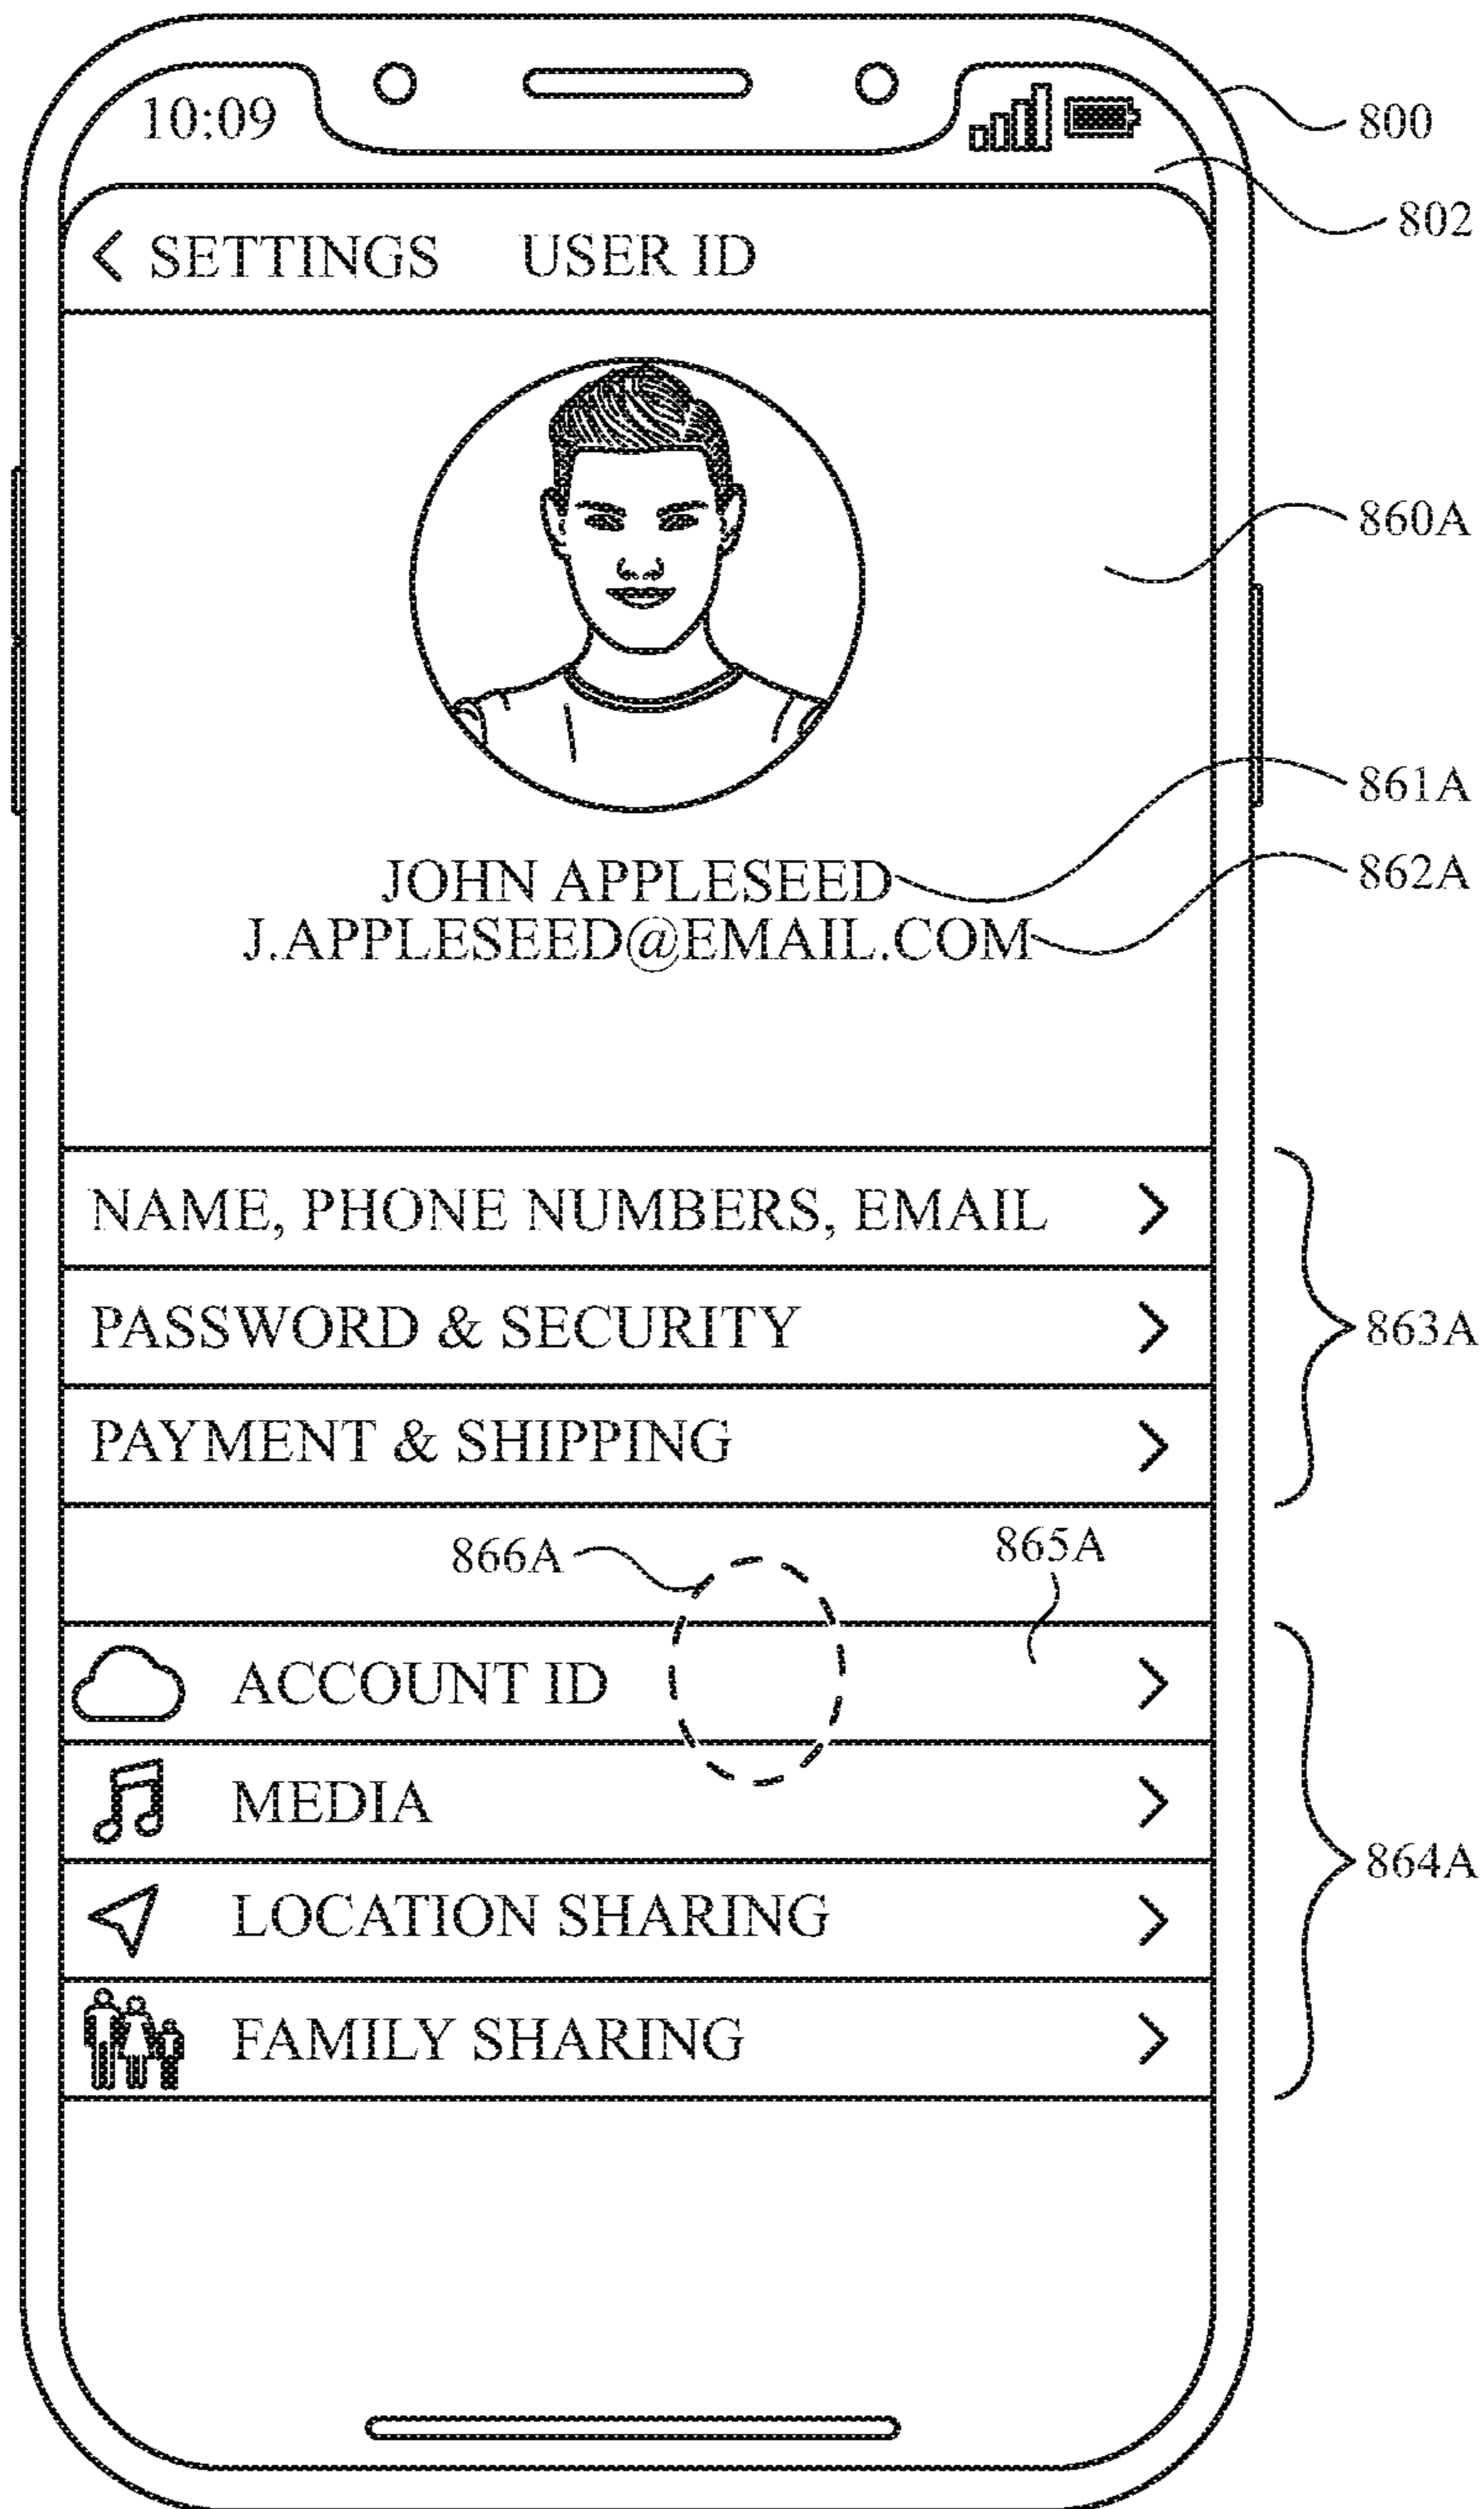 10:09
800
802
SETTINGS USER ID
860A
861A
JOHN APPLESEED
862A
J.APPLESEED@EMAIL.COM
NAME, PHONE NUMBERS, EMAIL
PASSWORD & SECURITY
863A
PAYMENT & SHIPPING
866A
865A
ACCOUNT ID
MEDIA
864A
LOCATION SHARING
FAMILY SHARING